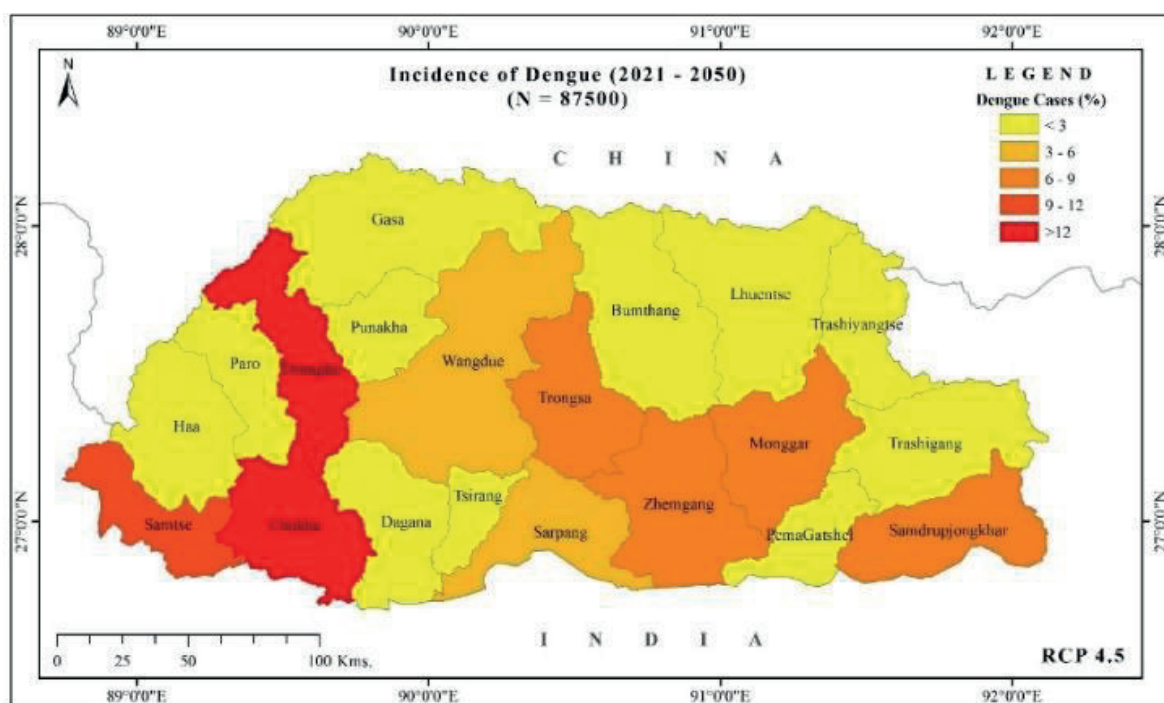 89°0'0"E 90°0'0"E 91°0'0"E 92°0'0"E
N
Incidence of Dengue (2021 - 2050)
(N = 87500)
LEGEND
Dengue Cases (%)
< 3
3 - 6
6 - 9
9 - 12
>12
CHINA
28°0'0"N 28°0'0"N
Gasa
Punakha
Bumthang
Lhuentse
Trashiyangtse
Paro
Wangdue
Trongsa
Haa
Monggar
Trashigang
Samtse
Chukha
Dagana
Tsirang
Sarpang
Zhemgang
PemaGatshel
Samdrupjongkhar
27°0'0"N 27°0'0"N
INDIA
0 25 50 100 Kms.
RCP 4.5
89°0'0"E 90°0'0"E 91°0'0"E 92°0'0"E